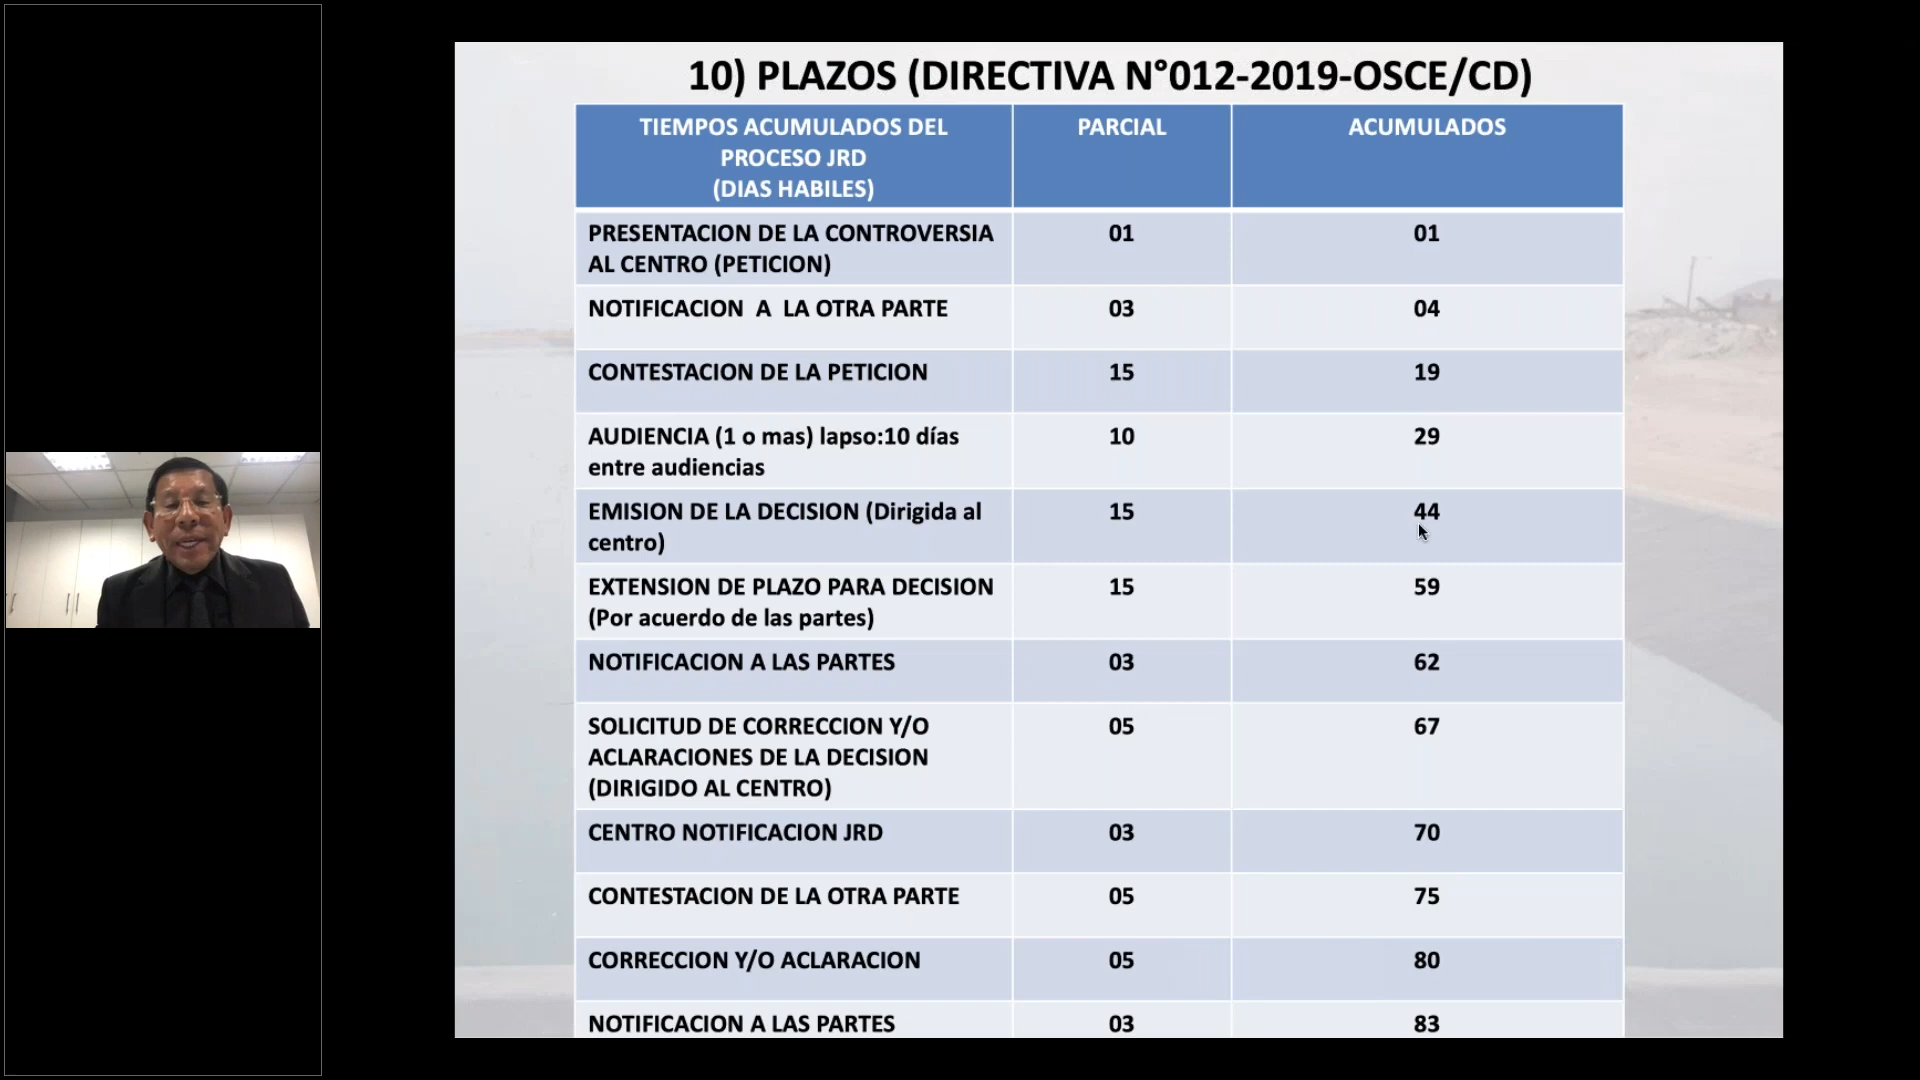 10) PLAZOS (DIRECTIVA N°012-2019-OSCE/CD)
TIEMPOS ACUMULADOS DEL
PROCESO JRD
(DIAS HABILES)
PARCIAL
ACUMULADOS
PRESENTACION DE LA CONTROVERSIA
AL CENTRO (PETICION)
01
01
NOTIFICACION A LA OTRA PARTE
03
04
CONTESTACION DE LA PETICION
15
19
AUDIENCIA (1 o mas) lapso:10 días
entre audiencias
10
29
EMISION DE LA DECISION (Dirigida al
centro)
15
44
EXTENSION DE PLAZO PARA DECISION
(Por acuerdo de las partes)
15
59
NOTIFICACION A LAS PARTES
03
62
SOLICITUD DE CORRECCION Y/O
ACLARACIONES DE LA DECISION
(DIRIGIDO AL CENTRO)
05
67
CENTRO NOTIFICACION JRD
03
70
CONTESTACION DE LA OTRA PARTE
05
75
CORRECCION Y/O ACLARACION
05
80
NOTIFICACION A LAS PARTES
03
83